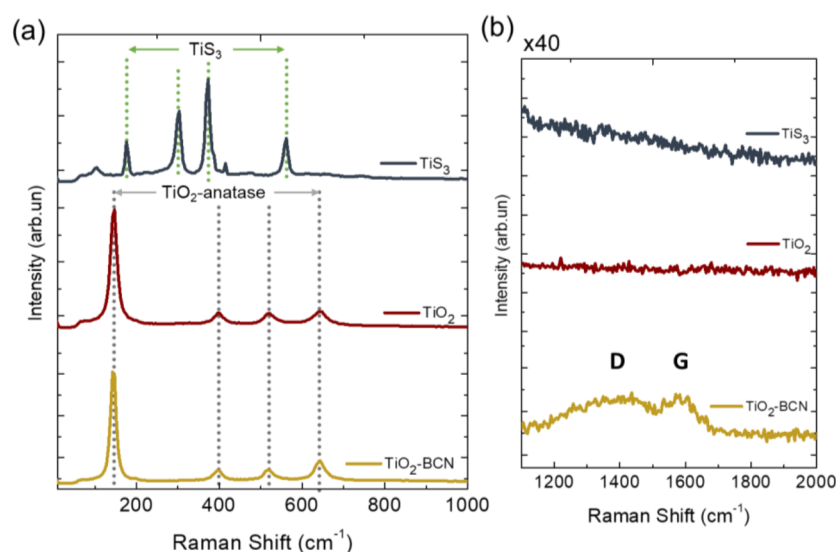 (a)
TiS₃
TiS₃
TiO₂-anatase
TiO₂
TiO₂-BCN
Intensity (arb.un)
200 400 600 800 1000
Raman Shift (cm⁻¹)
(b)
x40
TiS₃
TiO₂
D G
TiO₂-BCN
Intensity (arb.un)
1200 1400 1600 1800 2000
Raman Shift (cm⁻¹)